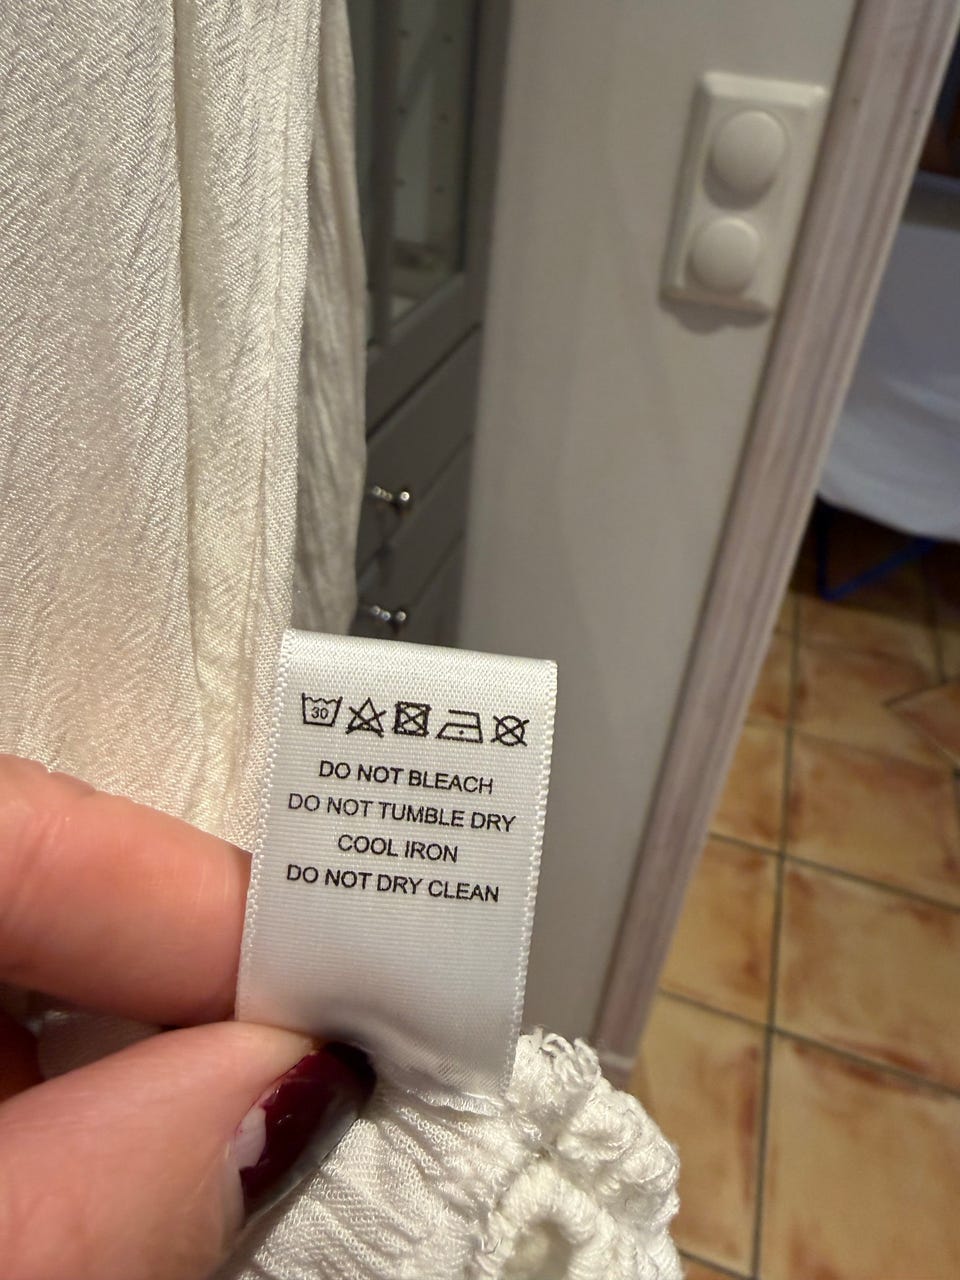 30
DO NOT BLEACH
DO NOT TUMBLE DRY
COOL IRON
DO NOT DRY CLEAN